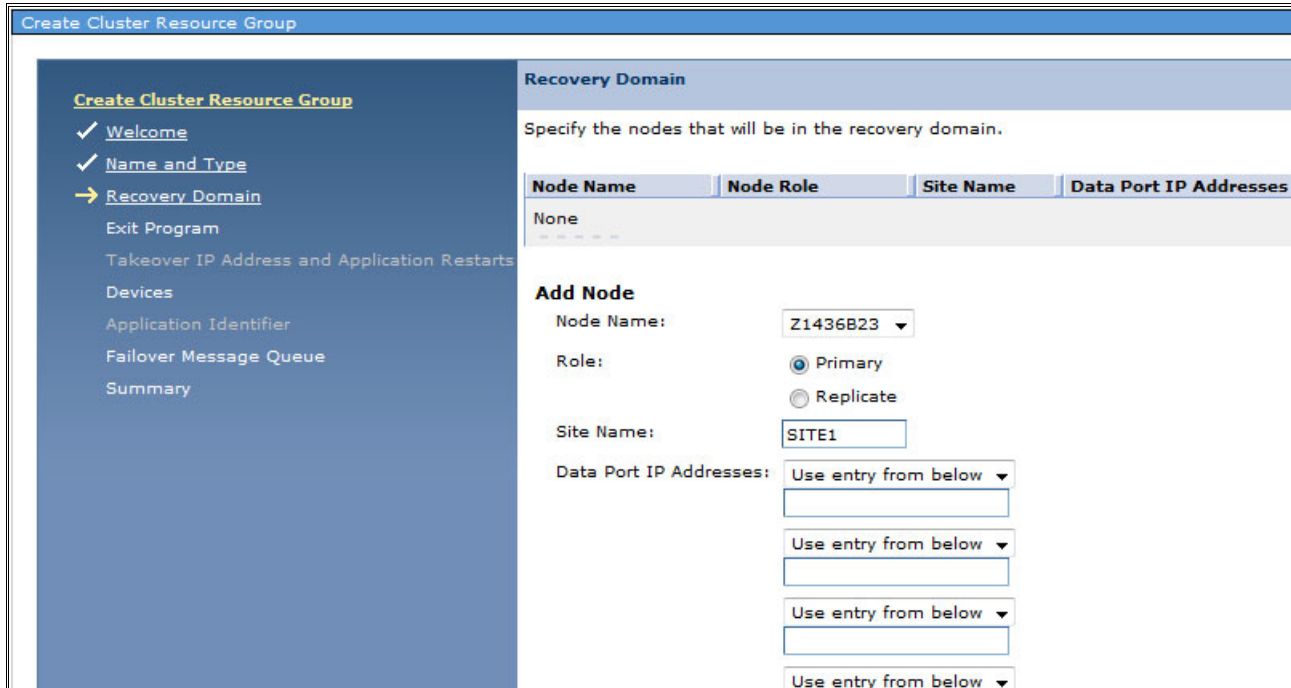 Create Cluster Resource Group
Create Cluster Resource Group
Welcome
Name and Type
Recovery Domain
Exit Program
Takeover IP Address and Application Restarts
Devices
Application Identifier
Failover Message Queue
Summary
Recovery Domain
Specify the nodes that will be in the recovery domain.
Node Name Node Role Site Name Data Port IP Addresses
None
Add Node
Node Name: Z1436B23
Role: Primary
Replicate
Site Name: SITE1
Data Port IP Addresses: Use entry from below
Use entry from below
Use entry from below
Use entry from below